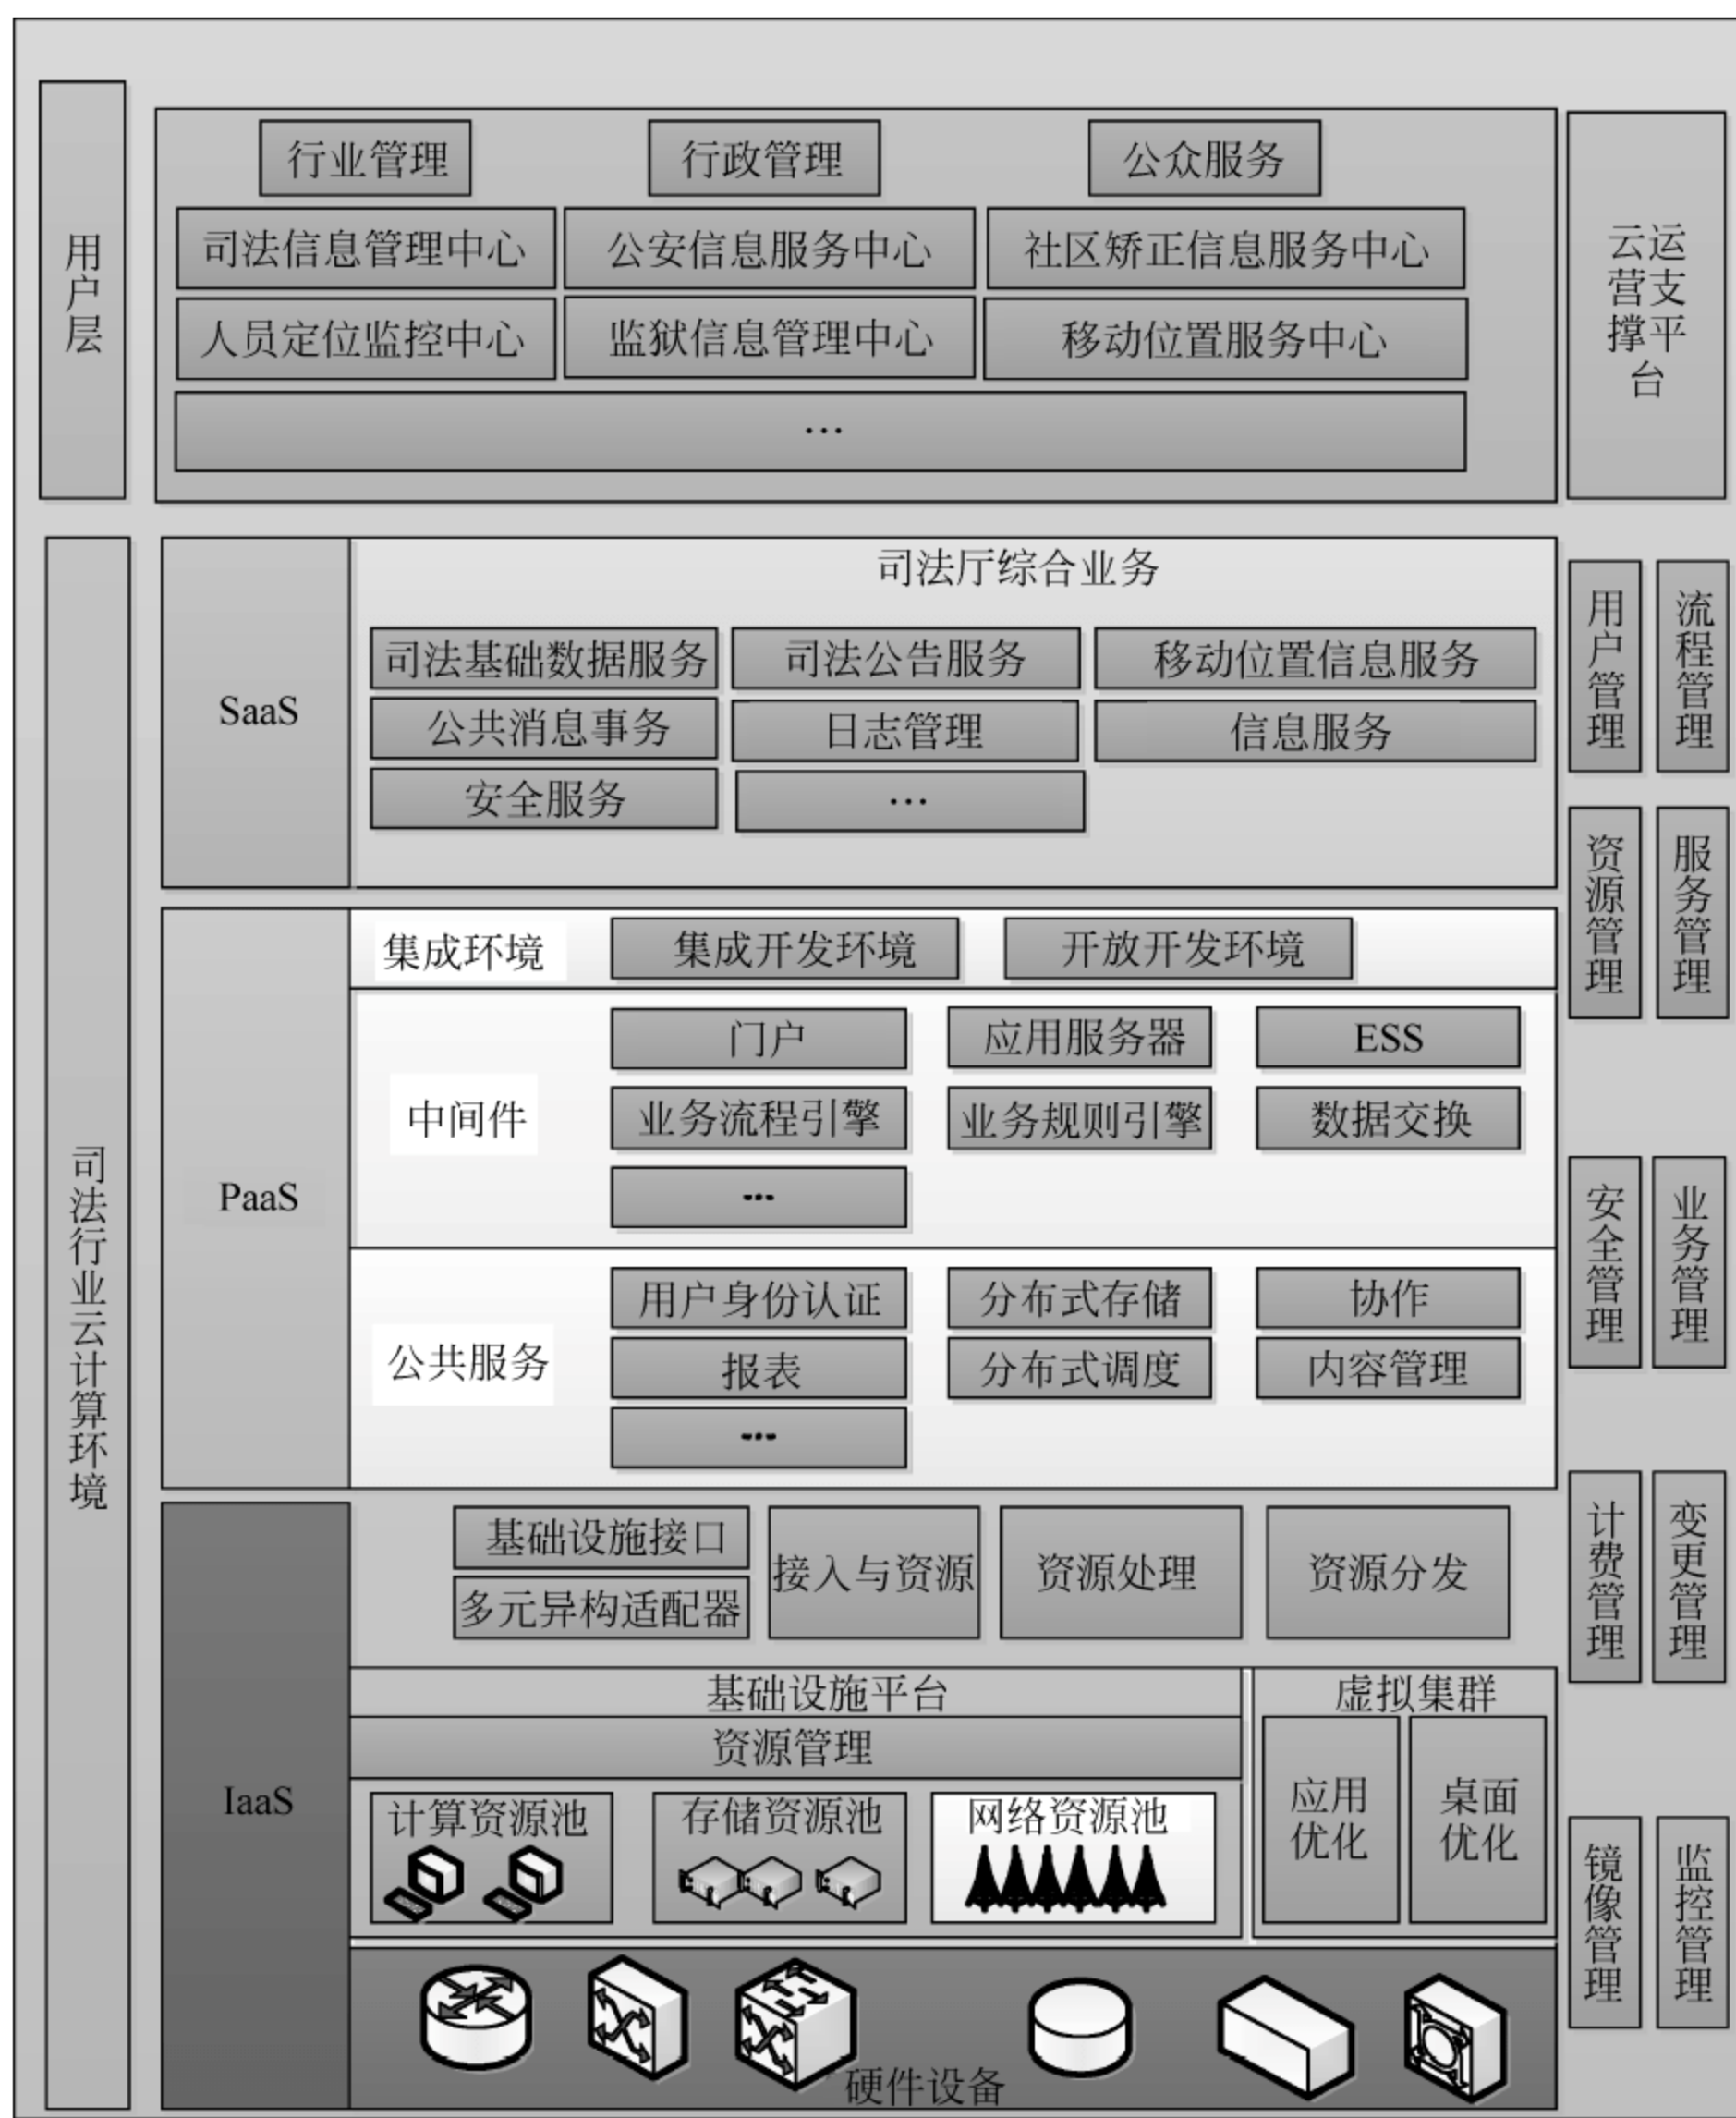 用户层
行业管理
行政管理
公众服务
司法信息管理中心
公安信息服务中心
社区矫正信息服务中心
人员定位监控中心
监狱信息管理中心
移动位置服务中心
…
云运
营支
撑平
台
司法行业云计算环境
SaaS
司法厅综合业务
司法基础数据服务
司法公告服务
移动位置信息服务
公共消息事务
日志管理
信息服务
安全服务
…
PaaS
集成环境
集成开发环境
开放开发环境
中间件
门户
应用服务器
ESS
业务流程引擎
业务规则引擎
数据交换
…
公共服务
用户身份认证
分布式存储
协作
报表
分布式调度
内容管理
…
IaaS
基础设施接口
多元异构适配器
接入与资源
资源处理
资源分发
基础设施平台
资源管理
计算资源池
存储资源池
网络资源池
虚拟集群
应用
优化
桌面
优化
硬件设备
用户管理
流程管理
资源管理
服务管理
安全管理
业务管理
计费管理
变更管理
镜像管理
监控管理